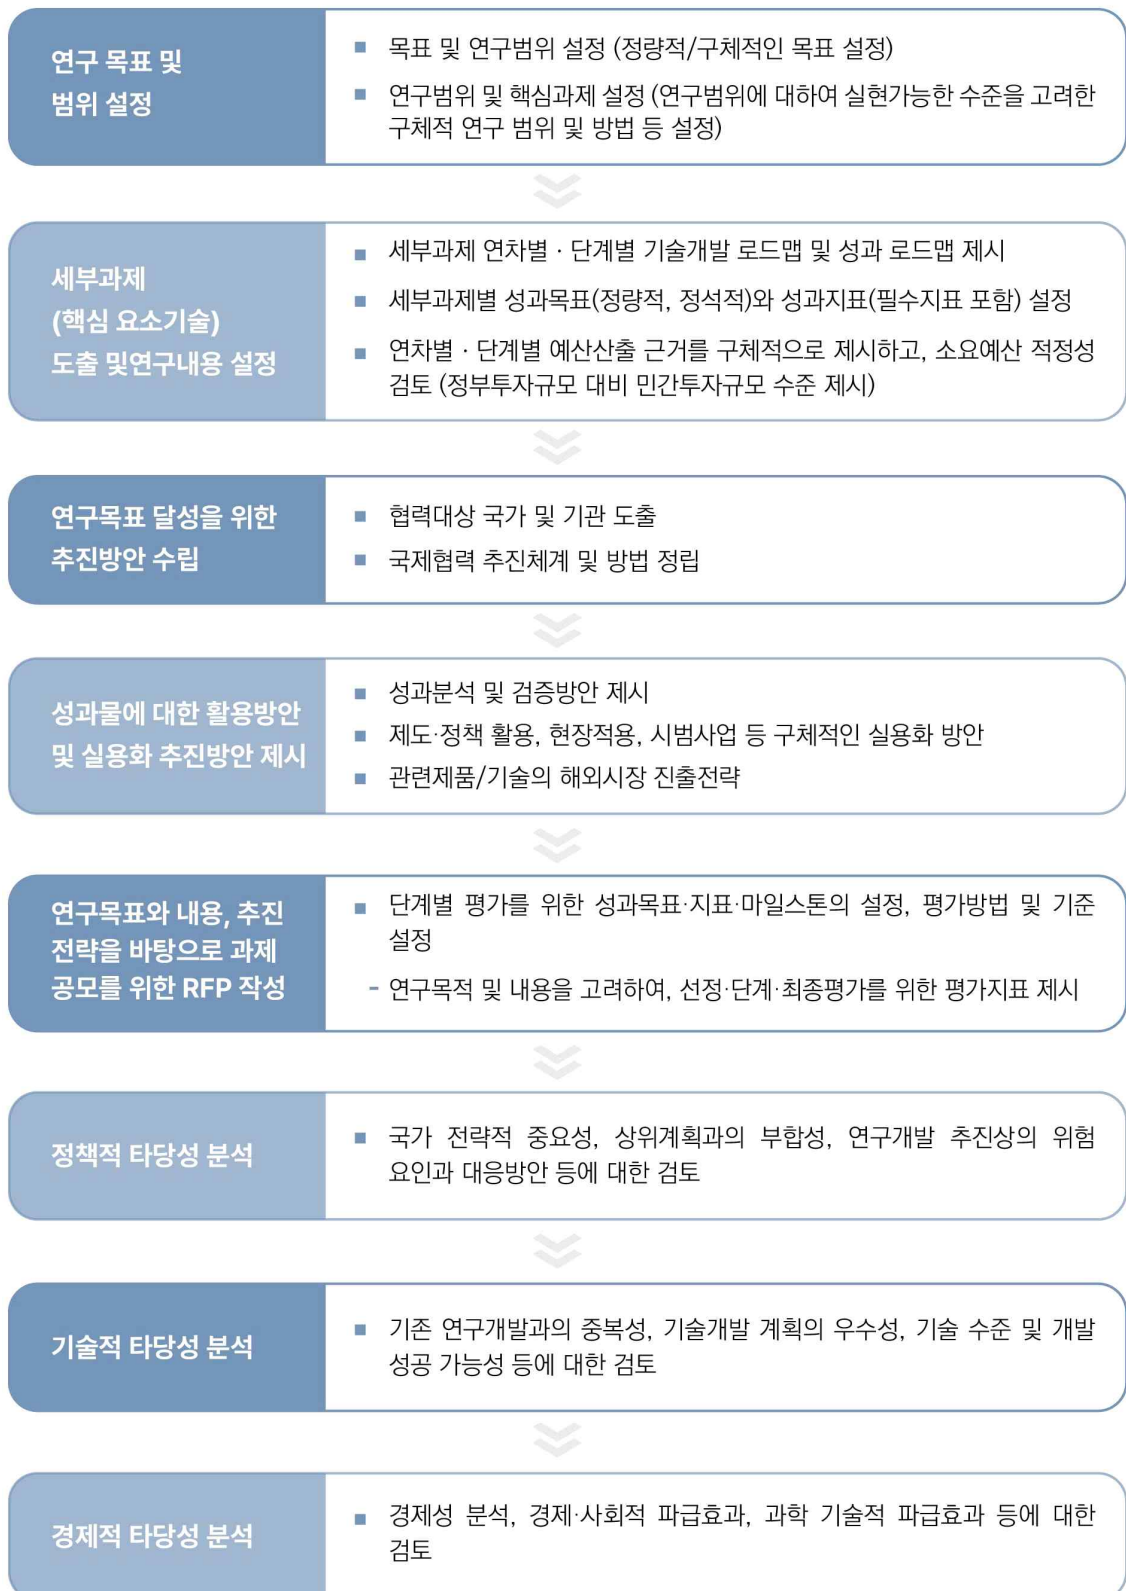 연구 목표 및
범위 설정
목표 및 연구범위 설정 (정량적/구체적인 목표 설정)
연구범위 및 핵심과제 설정 (연구범위에 대하여 실현가능한 수준을 고려한
구체적 연구 범위 및 방법 등 설정)
세부과제
(핵심 요소기술)
도출 및연구내용 설정
세부과제 연차별 · 단계별 기술개발 로드맵 및 성과 로드맵 제시
세부과제별 성과목표(정량적, 정석적)와 성과지표(필수지표 포함) 설정
연차별 · 단계별 예산산출 근거를 구체적으로 제시하고, 소요예산 적정성
검토 (정부투자규모 대비 민간투자규모 수준 제시)
연구목표 달성을 위한
추진방안 수립
협력대상 국가 및 기관 도출
국제협력 추진체계 및 방법 정립
성과물에 대한 활용방안
및 실용화 추진방안 제시
성과분석 및 검증방안 제시
제도·정책 활용, 현장적용, 시범사업 등 구체적인 실용화 방안
관련제품/기술의 해외시장 진출전략
연구목표와 내용, 추진
전략을 바탕으로 과제
공모를 위한 RFP 작성
단계별 평가를 위한 성과목표·지표·마일스톤의 설정, 평가방법 및 기준
설정
- 연구목적 및 내용을 고려하여, 선정·단계·최종평가를 위한 평가지표 제시
정책적 타당성 분석
국가 전략적 중요성, 상위계획과의 부합성, 연구개발 추진상의 위험
요인과 대응방안 등에 대한 검토
기술적 타당성 분석
기존 연구개발과의 중복성, 기술개발 계획의 우수성, 기술 수준 및 개발
성공 가능성 등에 대한 검토
경제적 타당성 분석
경제성 분석, 경제·사회적 파급효과, 과학 기술적 파급효과 등에 대한
검토